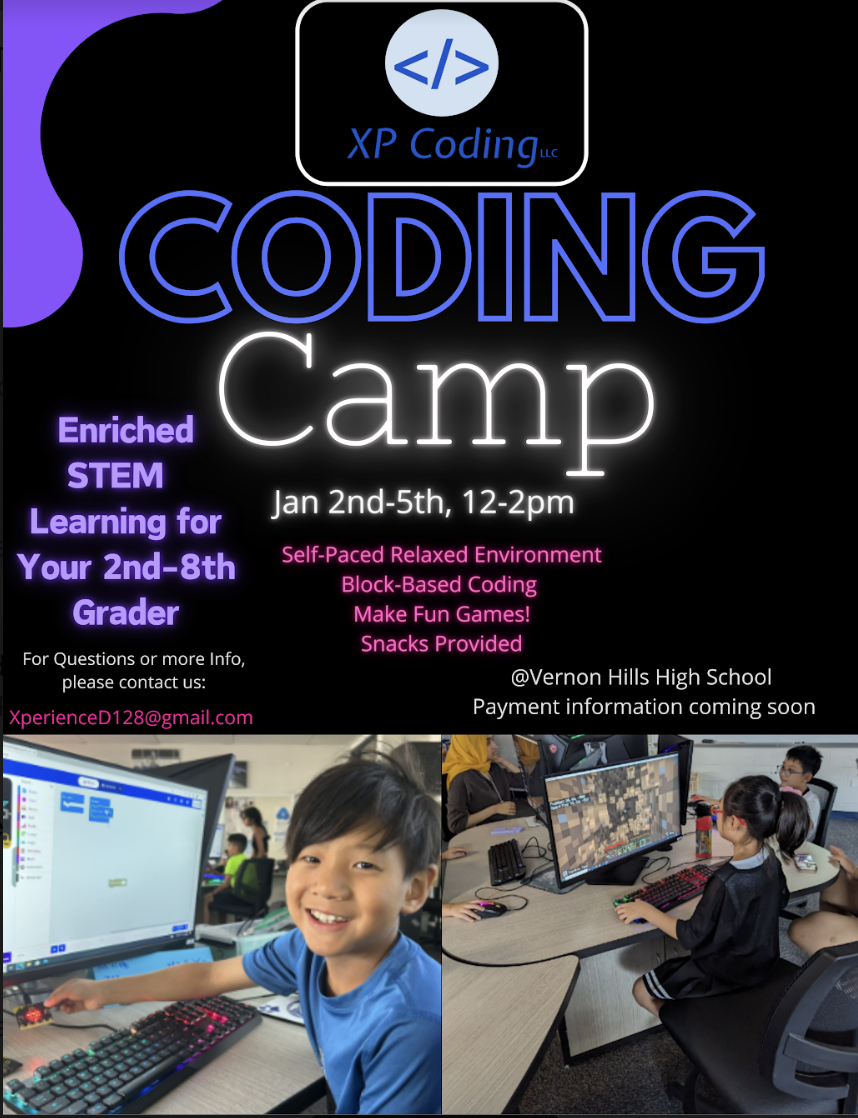 </>
XP Coding LLC
CODING
Camp
Enriched
STEM
Learning for
Your 2nd-8th
Grader
Jan 2nd-5th, 12-2pm
Self-Paced Relaxed Environment
Block-Based Coding
Make Fun Games!
Snacks Provided
For Questions or more Info,
please contact us:
XperienceD128@gmail.com
@Vernon Hills High School
Payment information coming soon